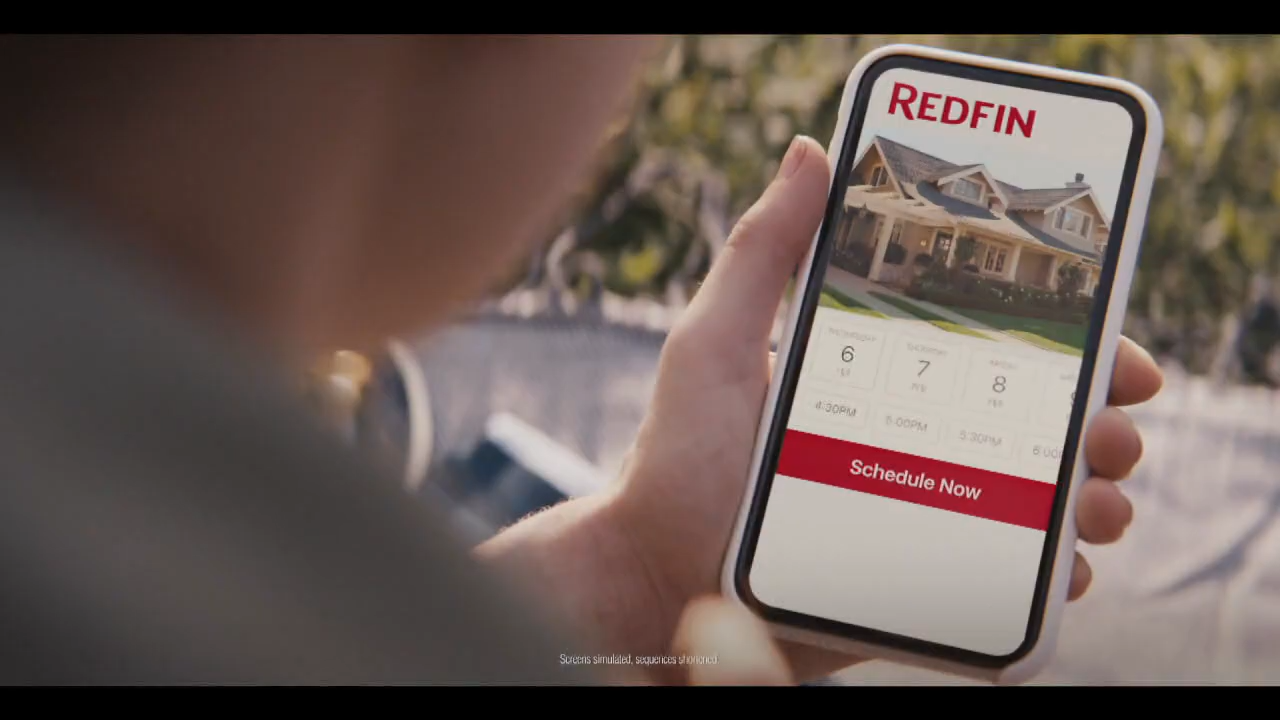 REDFIN
6
7
8
4:30PM
5:00PM
5:30PM
Schedule Now
Screens simulated, sequences shortened.